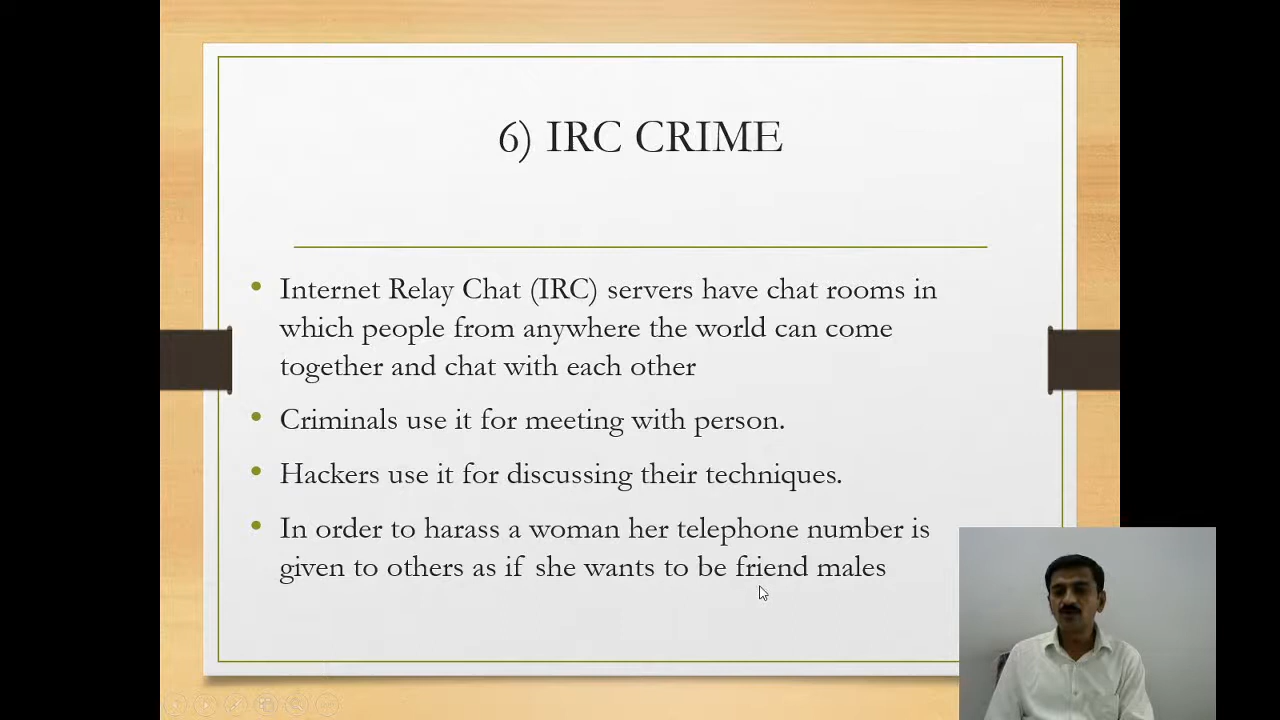 6) IRC CRIME
• Internet Relay Chat (IRC) servers have chat rooms in
which people from anywhere the world can come
together and chat with each other
• Criminals use it for meeting with person.
• Hackers use it for discussing their techniques.
• In order to harass a woman her telephone number is
given to others as if she wants to be friend males